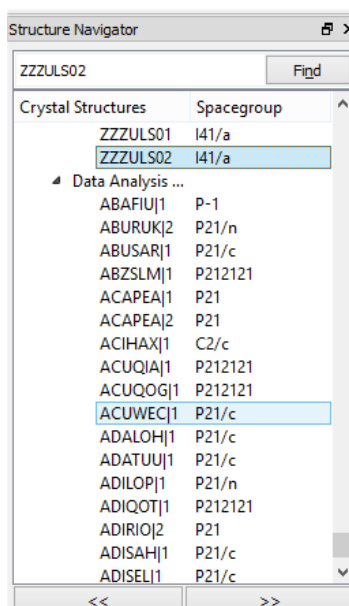 Structure Navigator
ZZZULS02 Find
Crystal Structures Spacegroup
ZZZULS01 I41/a
ZZZULS02 I41/a
Data Analysis ...
ABAFIU|1 P-1
ABURUK|2 P21/n
ABUSAR|1 P21/c
ABZSLM|1 P212121
ACAPEA|1 P21
ACAPEA|2 P21
ACIHAX|1 C2/c
ACUQIA|1 P212121
ACUQOG|1 P212121
ACUWEC|1 P21/c
ADALOH|1 P21/c
ADATUU|1 P21/c
ADILOP|1 P21/n
ADIQOT|1 P212121
ADIRIO|2 P21
ADISAH|1 P21/c
ADISEL|1 P21/c
<< >>